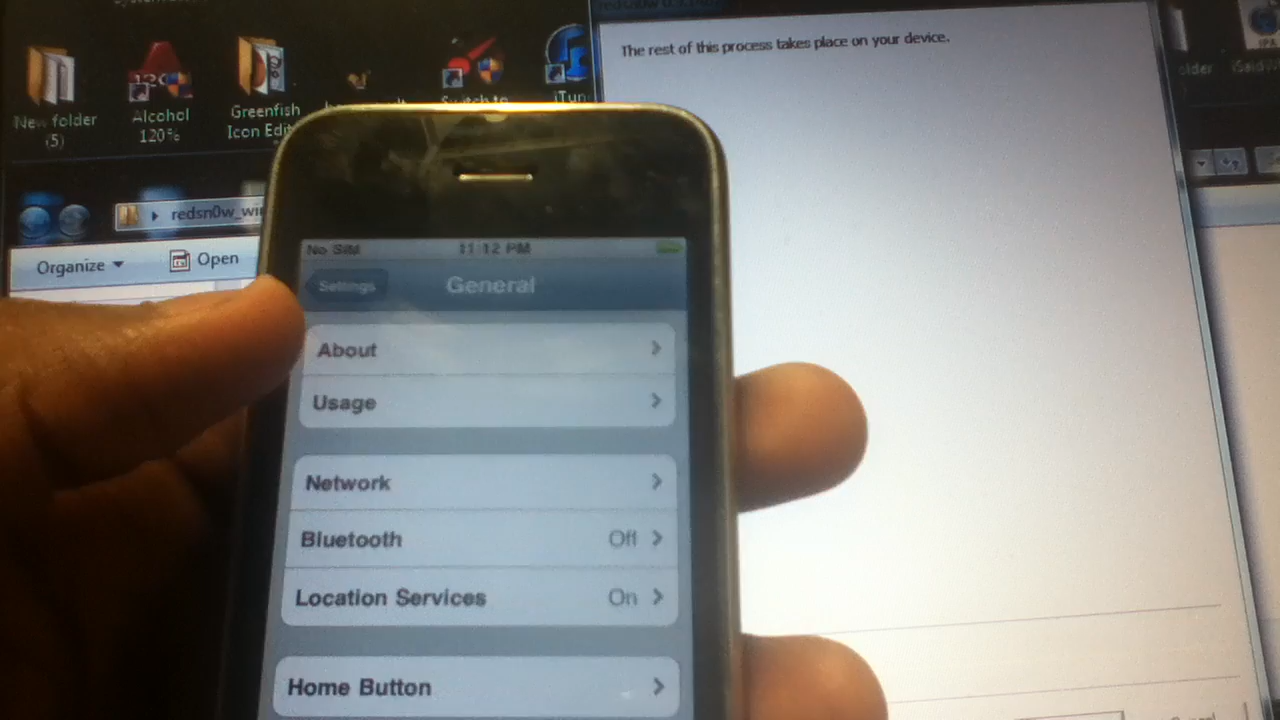 The rest of this process takes place on your device.
New folder
(5)
Alcohol
120%
Greenfish
Icon Edit
Switch to
iTun
redsn0w_win
Organize
Open
No SIM
11:12 PM
Settings
General
About
Usage
Network
Bluetooth
Off
Location Services
On
Home Button